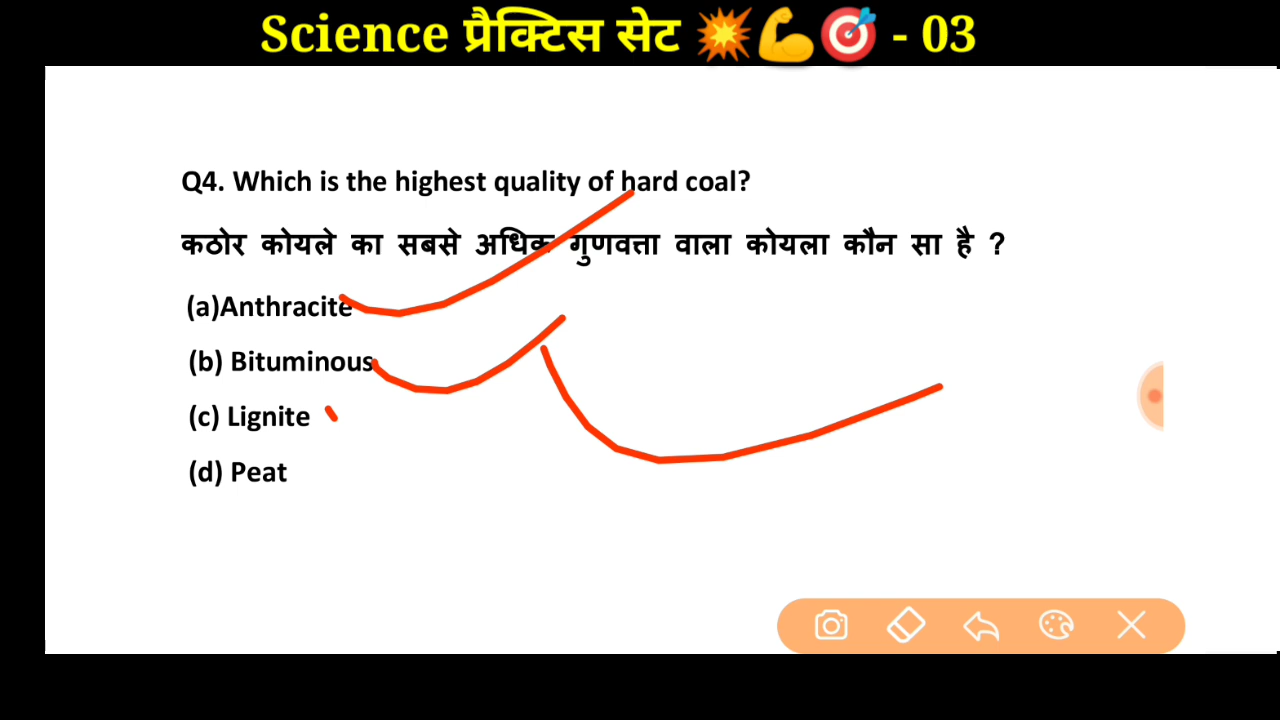 Science प्रैक्टिस सेट 💥💪🎯 - 03
Q4. Which is the highest quality of hard coal?
कठोर कोयले का सबसे अधिक गुणवत्ता वाला कोयला कौन सा है ?
(a)Anthracite
(b) Bituminous
(c) Lignite
(d) Peat